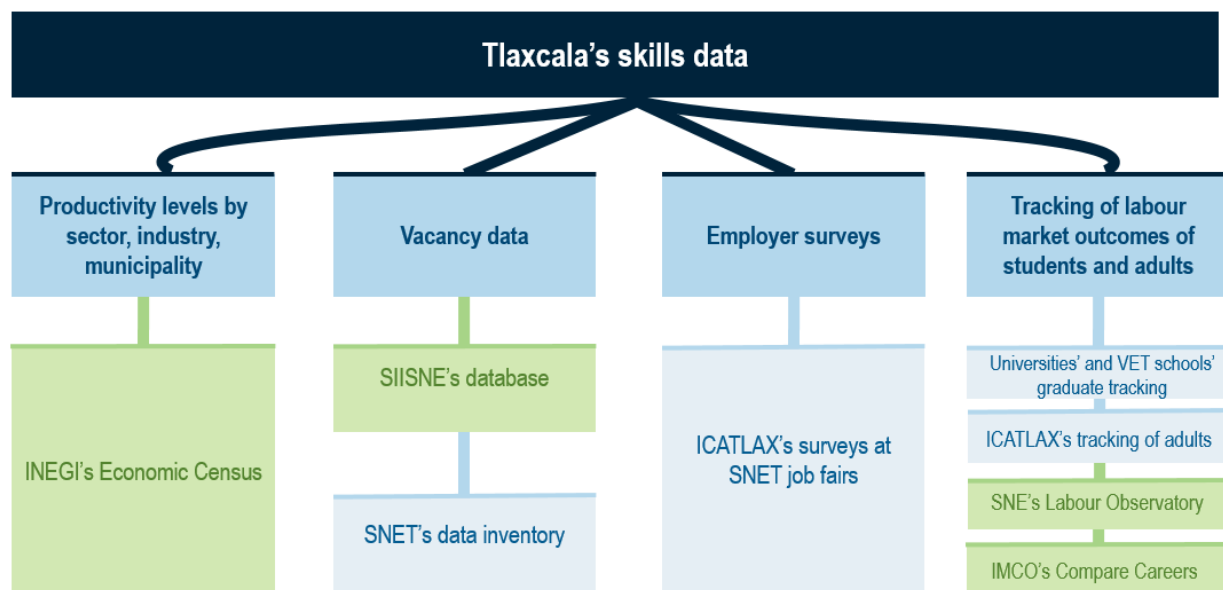 Tlaxcala’s skills data
Productivity levels by
sector, industry,
municipality
INEGI’s Economic Census
Vacancy data
SIISNE’s database
SNET’s data inventory
Employer surveys
ICATLAX’s surveys at
SNET job fairs
Tracking of labour
market outcomes of
students and adults
Universities’ and VET schools’
graduate tracking
ICATLAX’s tracking of adults
SNE’s Labour Observatory
IMCO’s Compare Careers